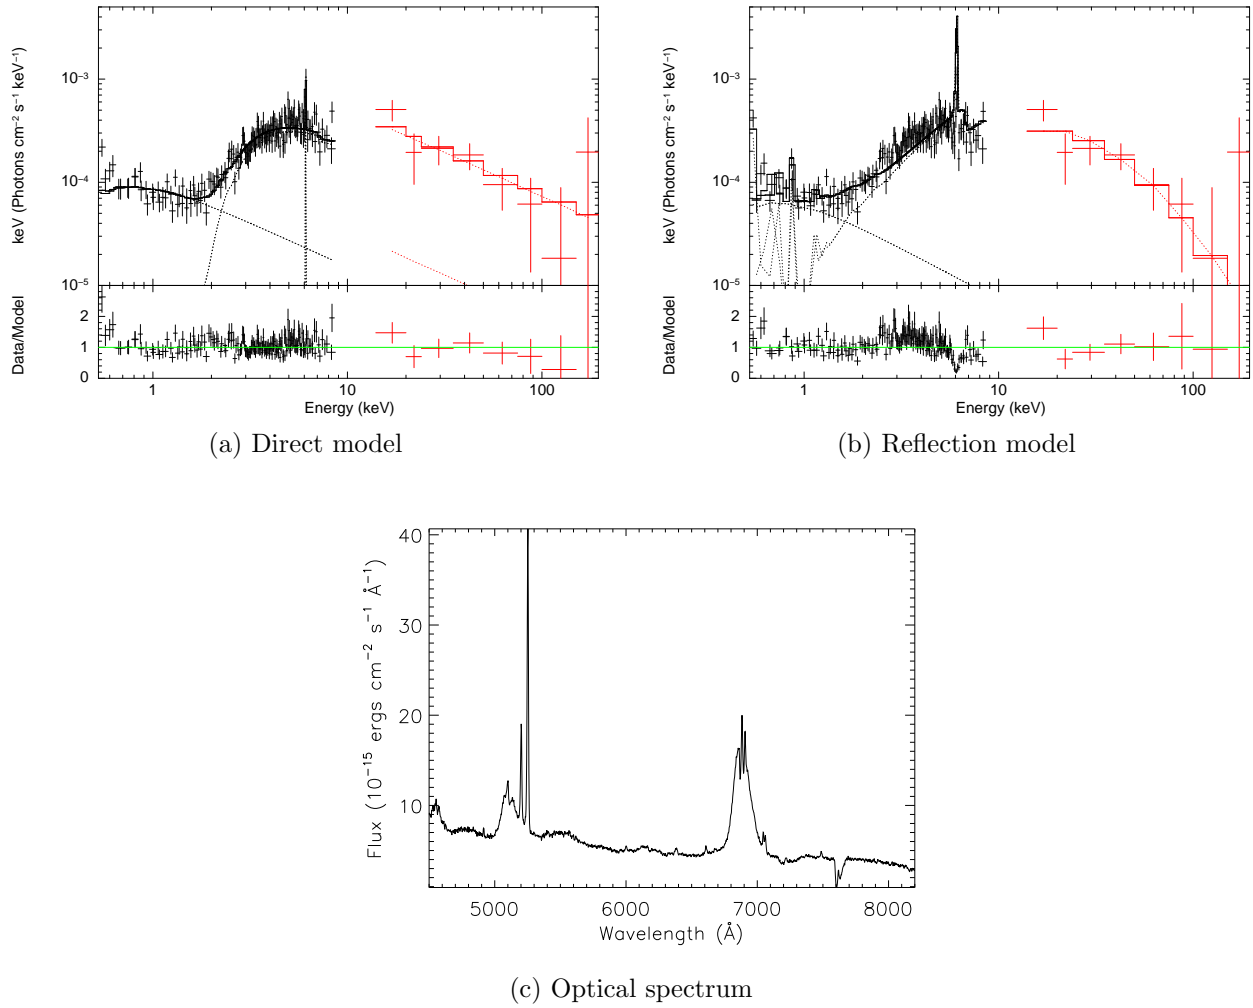 10⁻³
10⁻⁴
10⁻⁵
keV (Photons cm⁻² s⁻¹ keV⁻¹)
2
1
0
Data/Model
1 10 100
Energy (keV)
(a) Direct model
10⁻³
10⁻⁴
10⁻⁵
keV (Photons cm⁻² s⁻¹ keV⁻¹)
2
1
0
Data/Model
1 10 100
Energy (keV)
(b) Reflection model
40
30
20
10
Flux (10⁻¹⁵ ergs cm⁻² s⁻¹ Å⁻¹)
5000 6000 7000 8000
Wavelength (Å)
(c) Optical spectrum